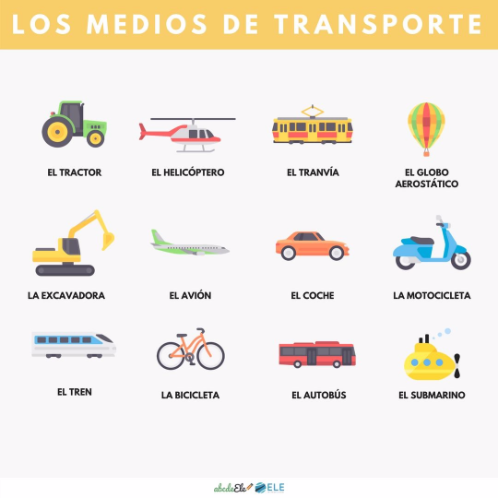 LOS MEDIOS DE TRANSPORTE
EL TRACTOR
EL HELICÓPTERO
EL TRANVÍA
EL GLOBO
AEROSTÁTICO
LA EXCAVADORA
EL AVIÓN
EL COCHE
LA MOTOCICLETA
EL TREN
LA BICICLETA
EL AUTOBÚS
EL SUBMARINO
abcdeEle ELE